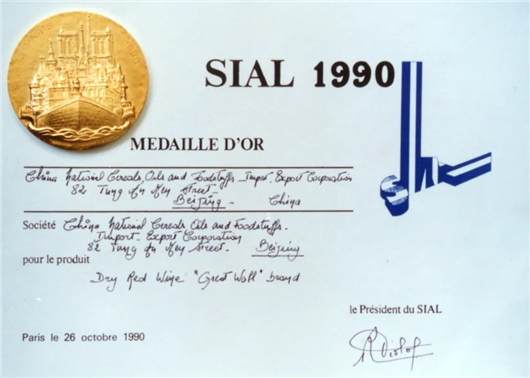 SIAL 1990
MEDAILLE D'OR
China National Cereals, Oils and Foodstuffs Import Export Corporation
82 Tung An Men Street
Beijing China
Société China National Cereals Oils and Foodstuffs
Import Export Corporation
82 Tung An Men Street Beijing
pour le produit
Dry Red Wine "Great Wall" brand
le Président du SIAL
Paris le 26 octobre 1990